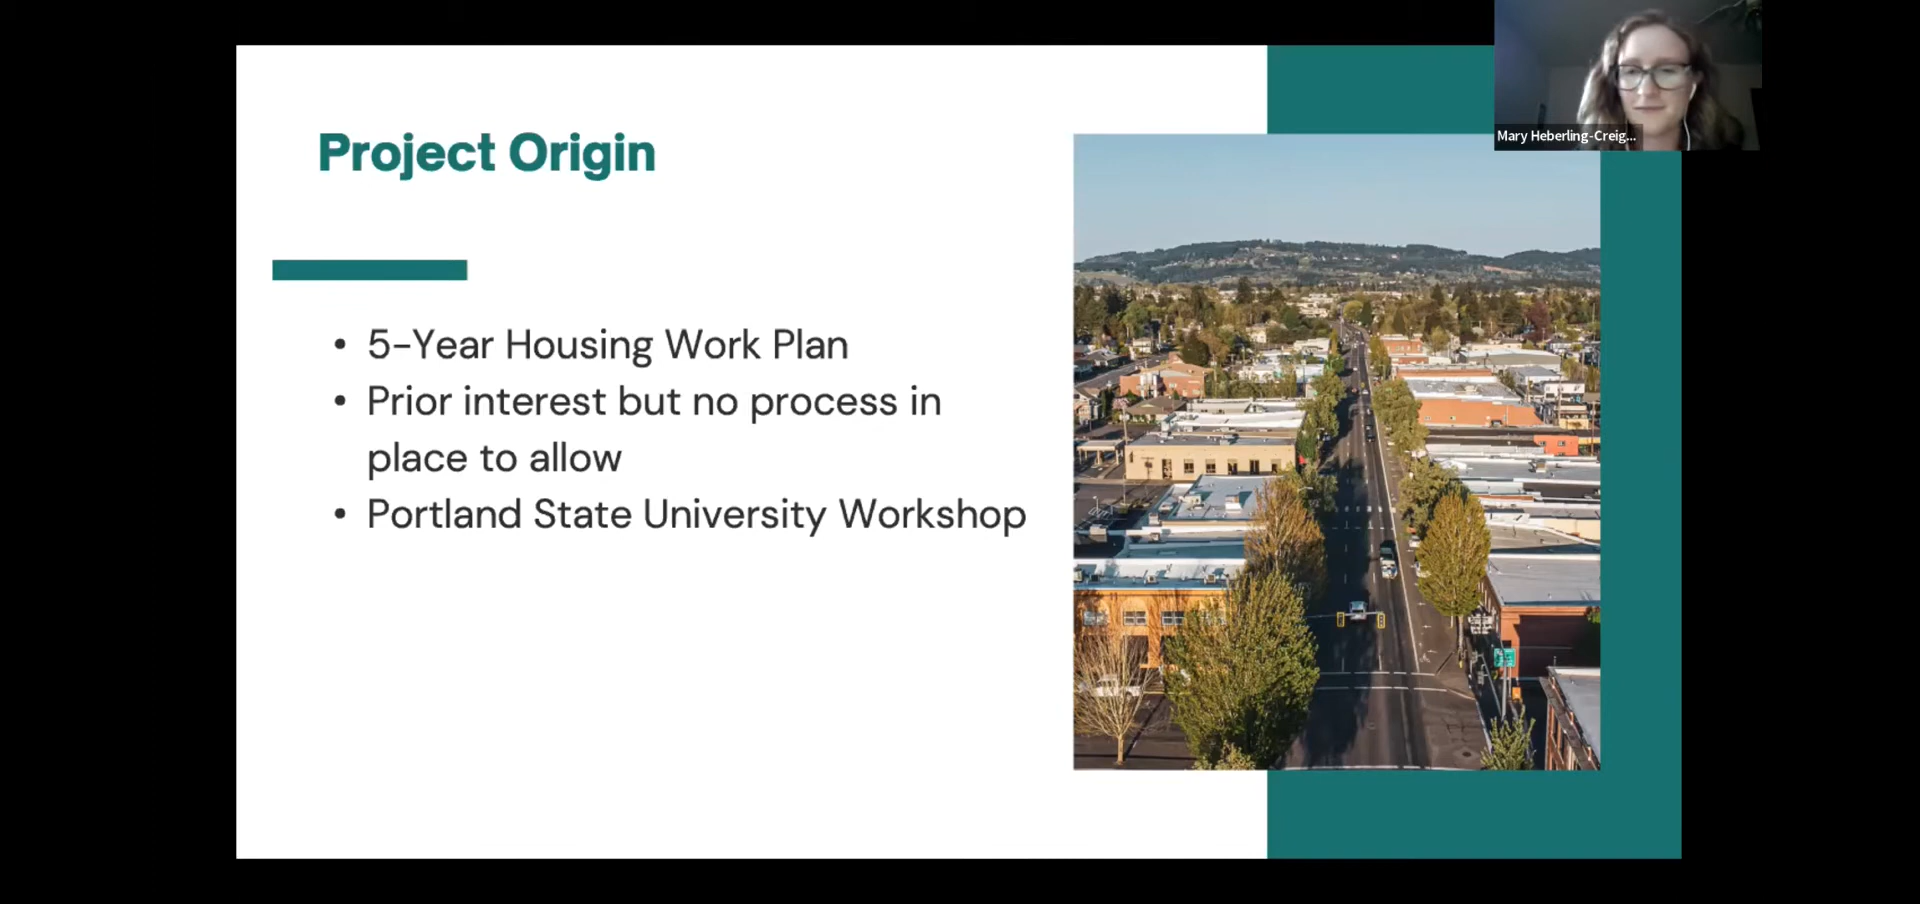 Project Origin
• 5-Year Housing Work Plan
• Prior interest but no process in
place to allow
• Portland State University Workshop
Mary Heberling-Creig...